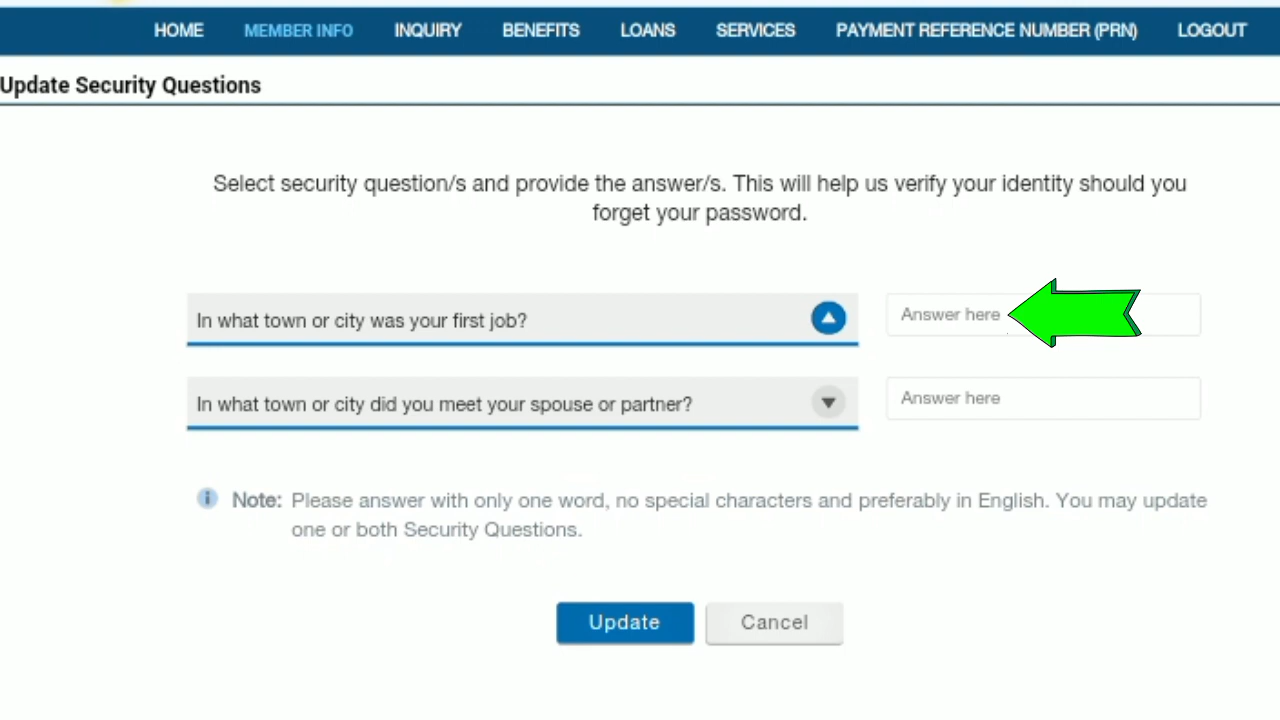 HOME MEMBER INFO INQUIRY BENEFITS LOANS SERVICES PAYMENT REFERENCE NUMBER (PRN) LOGOUT
Update Security Questions
Select security question/s and provide the answer/s. This will help us verify your identity should you
forget your password.
In what town or city was your first job? Answer here
In what town or city did you meet your spouse or partner? Answer here
Note: Please answer with only one word, no special characters and preferably in English. You may update
one or both Security Questions.
Update Cancel